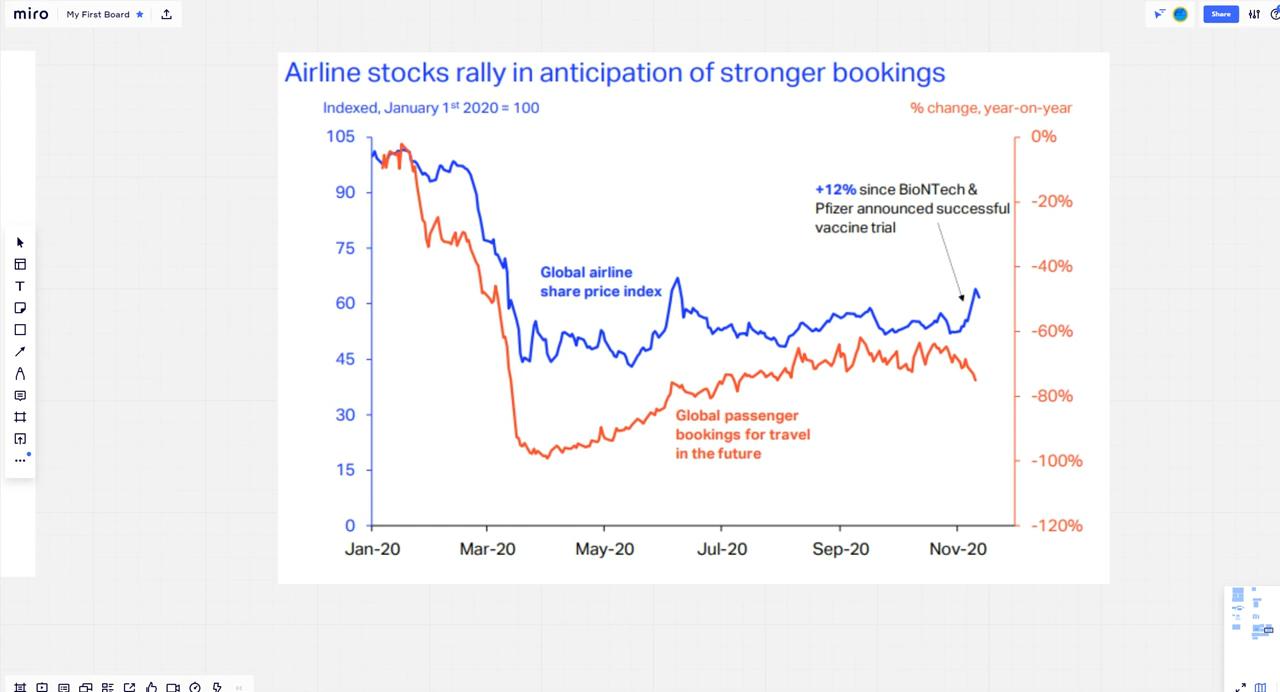 miro
My First Board
Share
Airline stocks rally in anticipation of stronger bookings
Indexed, January 1st 2020 = 100
% change, year-on-year
105
90
75
60
45
30
15
0
0%
-20%
-40%
-60%
-80%
-100%
-120%
+12% since BioNTech &
Pfizer announced successful
vaccine trial
Global airline
share price index
Global passenger
bookings for travel
in the future
Jan-20
Mar-20
May-20
Jul-20
Sep-20
Nov-20